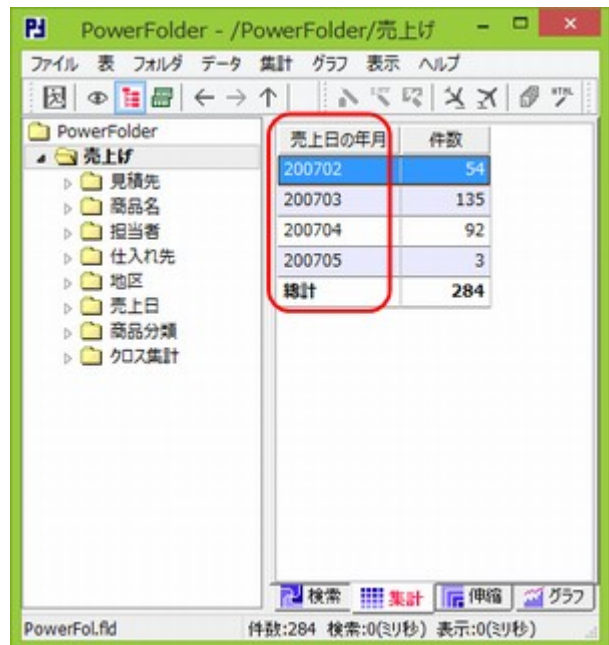 PowerFolder - /PowerFolder/売上げ
ファイル 表 フォルダ データ 集計 グラフ 表示 ヘルプ
PowerFolder
売上げ
見積先
商品名
担当者
仕入れ先
地区
売上日
商品分類
クロス集計
売上日の年月 件数
200702 54
200703 135
200704 92
200705 3
総計 284
検索 集計 伸縮 グラフ
PowerFol.fld 件数:284 検索:0(ミリ秒) 表示:0(ミリ秒)